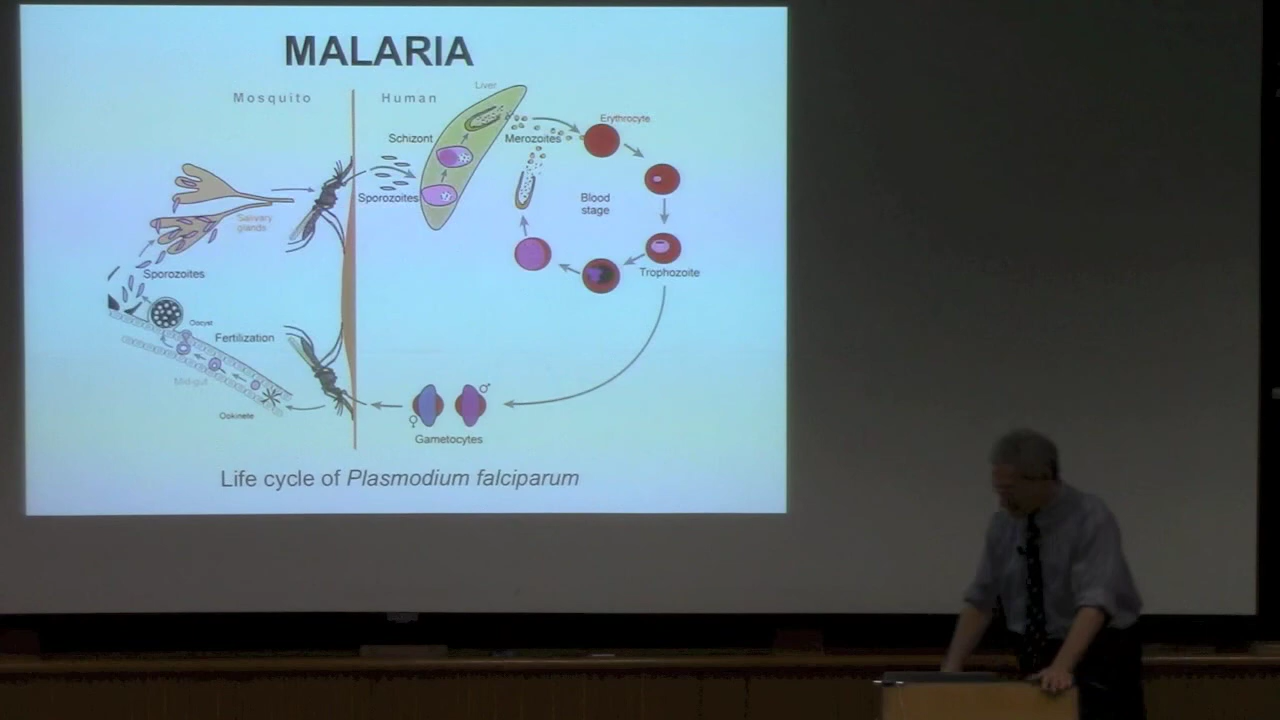 MALARIA
Mosquito
Human
Liver
Schizont
Merozoites
Erythrocyte
Sporozoites
Blood
stage
Salivary
glands
Trophozoite
Sporozoites
Oocyst
Fertilization
Mid-gut
Ookinete
♀
♂
Gametocytes
Life cycle of Plasmodium falciparum